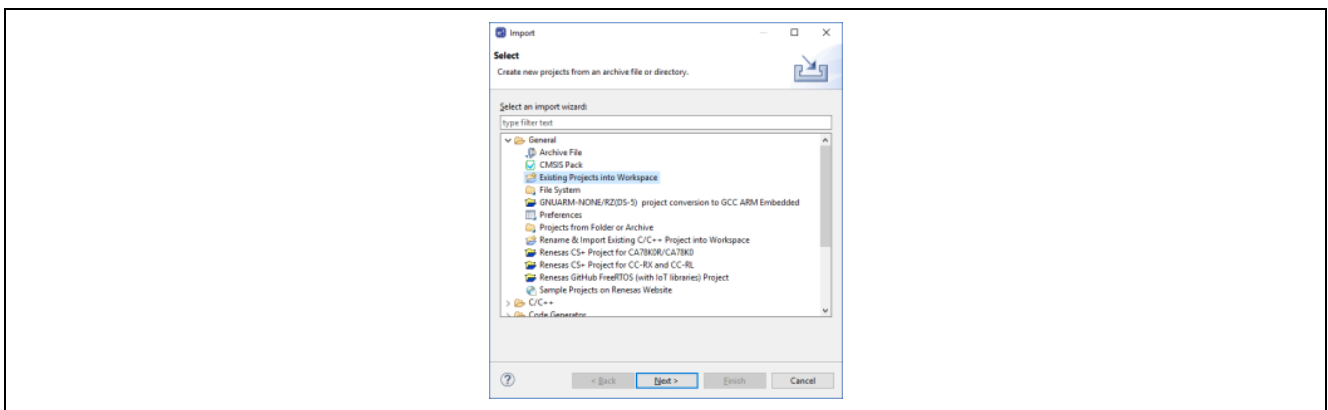 Import
Select
Create new projects from an archive file or directory.
Select an import wizard:
type filter text
General
Archive File
CMSIS Pack
Existing Projects into Workspace
File System
GNUARM-NONE/RZ(DS-5) project conversion to GCC ARM Embedded
Preferences
Projects from Folder or Archive
Rename & Import Existing C/C++ Project into Workspace
Renesas CS+ Project for CA78K0R/CA78K0
Renesas CS+ Project for CC-RX and CC-RL
Renesas GitHub FreeRTOS (with IoT libraries) Project
Sample Projects on Renesas Website
C/C++
Code Generator
< Back Next > Finish Cancel